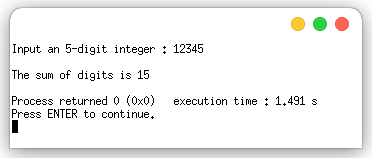 Input an 5-digit integer : 12345
The sum of digits is 15
Process returned 0 (0x0)   execution time : 1.491 s
Press ENTER to continue.